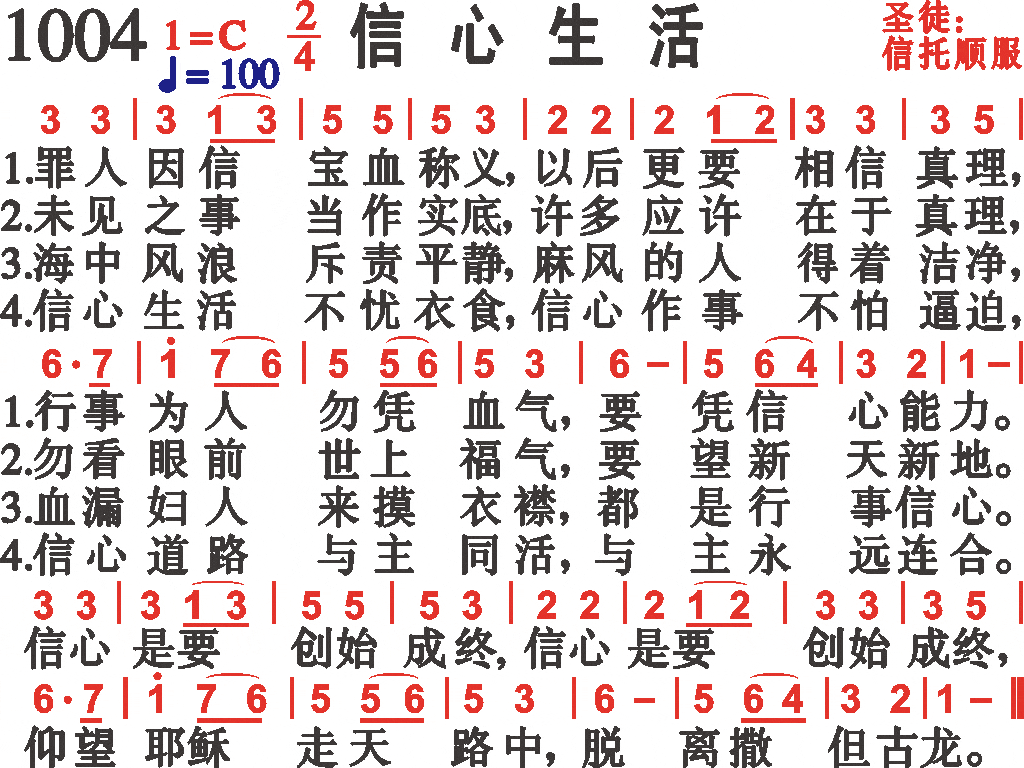 1004 1=C 2/4 信心生活 圣徒：
♩=100 信托顺服
3 3 | 3 1 3 | 5 5 | 5 3 | 2 2 | 2 1 2 | 3 3 | 3 5 |
1.罪人因信 宝血称义，以后更要 相信真理，
2.未见之事 当作实底，许多应许 在于真理，
3.海中风浪 斥责平静，麻风的人 得着洁净，
4.信心生活 不忧衣食，信心作事 不怕逼迫，
6·7 | i 7 6 | 5 5 6 | 5 3 | 6 – | 5 6 4 | 3 2 | 1 – |
1.行事为人 勿凭血气，要凭信心能力。
2.勿看眼前 世上福气，要望新天新地。
3.血漏妇人 来摸衣襟，都是行事信心。
4.信心道路 与主同活，与主永远连合。
3 3 | 3 1 3 | 5 5 | 5 3 | 2 2 | 2 1 2 | 3 3 | 3 5 |
信心是要 创始成终，信心是要 创始成终，
6·7 | i 7 6 | 5 5 6 | 5 3 | 6 – | 5 6 4 | 3 2 | 1 – ‖
仰望耶稣 走天路中，脱离撒但古龙。